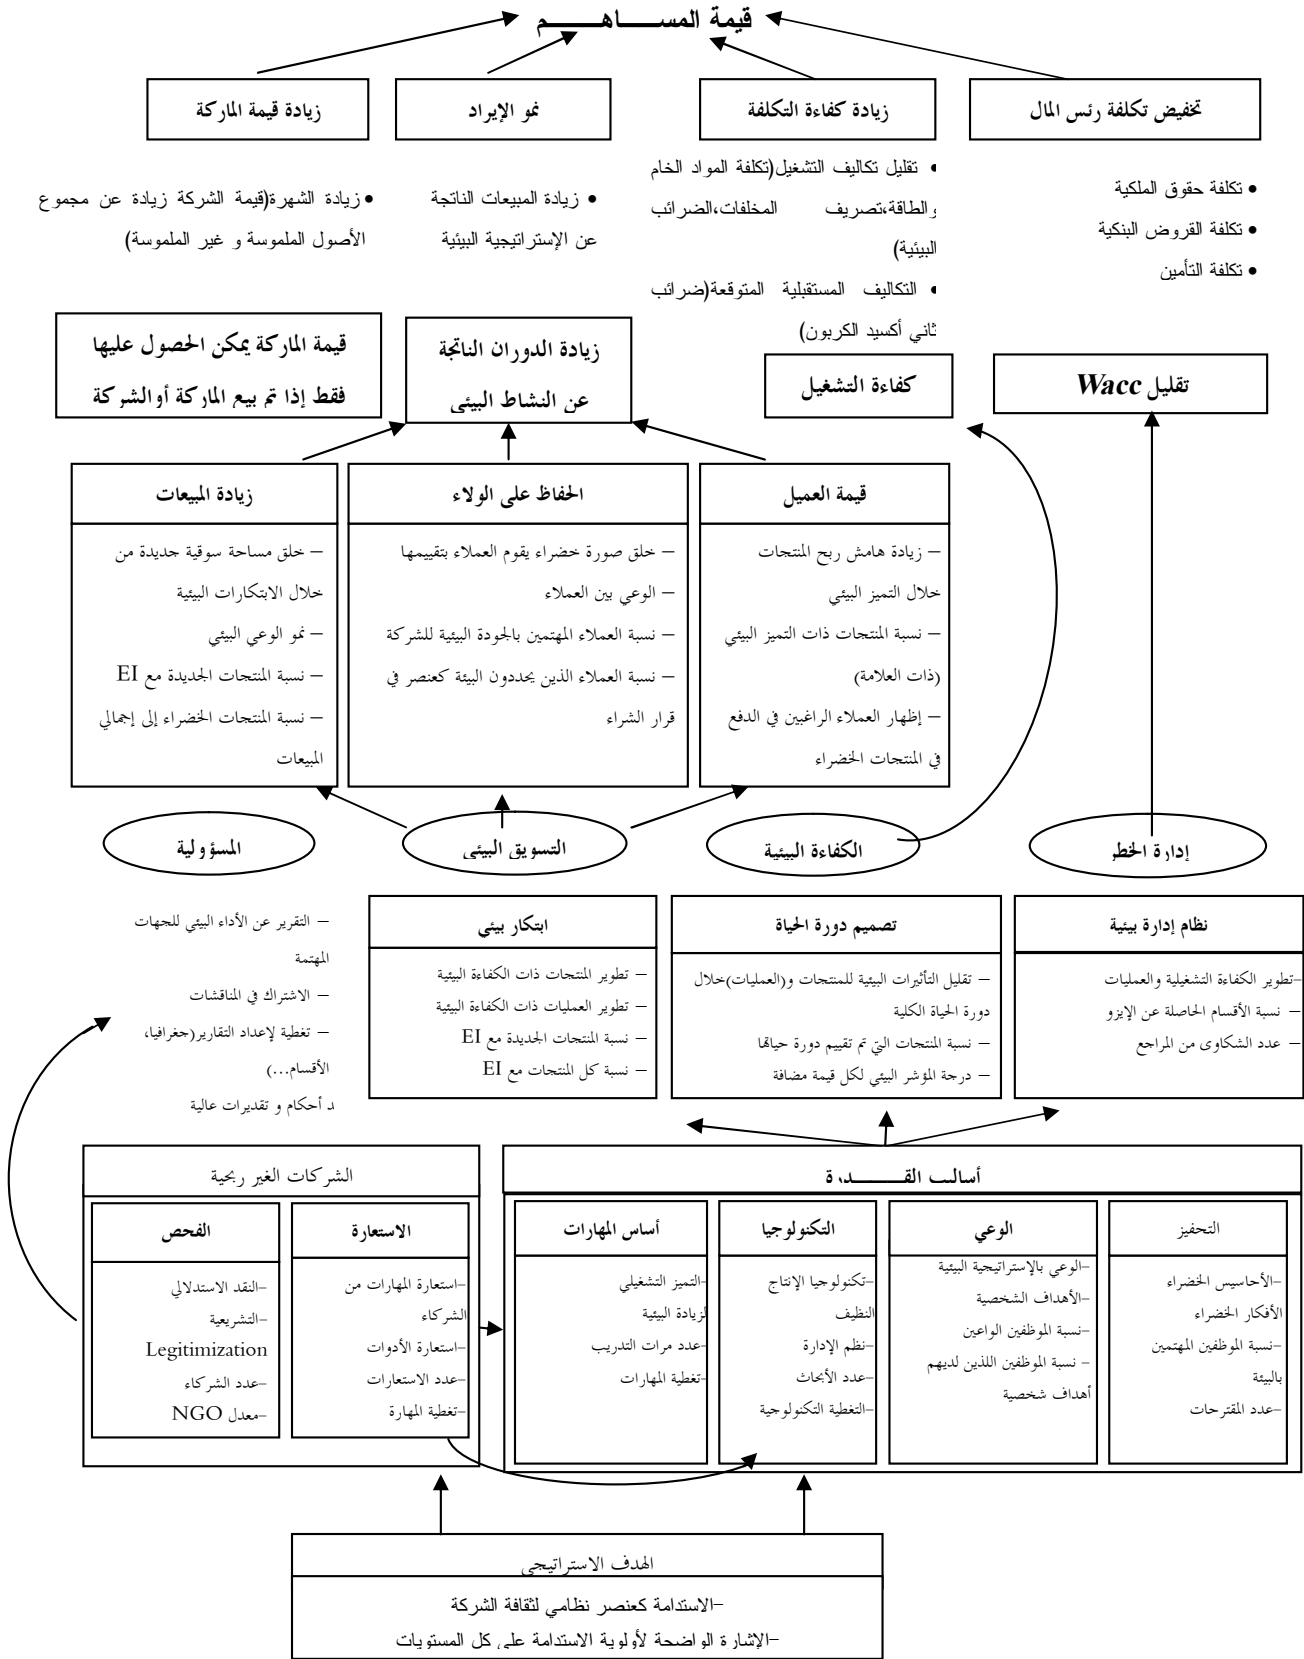 قيمة المســـــاهــــــــم
تخفيض تكلفة رئس المال
زيادة كفاءة التكلفة
نمو الإيراد
زيادة قيمة الماركة
• تكلفة حقوق الملكية
• تكلفة القروض البنكية
• تكلفة التأمين
• تقليل تكاليف التشغيل(تكلفة المواد الخام
والطاقة،تصريف المخلفات،الضرائب
البيئية)
• التكاليف المستقبلية المتوقعة(ضرائب
ثاني أكسيد الكربون)
• زيادة المبيعات الناتجة
عن الإستراتيجية البيئية
• زيادة الشهرة(قيمة الشركة زيادة عن مجموع
الأصول الملموسة و غير الملموسة)
تقليل Wacc
كفاءة التشغيل
زيادة الدوران الناتجة
عن النشاط البيئي
قيمة الماركة يمكن الحصول عليها
فقط إذا تم بيع الماركة أو الشركة
قيمة العميل
– زيادة هامش ربح المنتجات
خلال التميز البيئي
– نسبة المنتجات ذات التميز البيئي
(ذات العلامة)
– إظهار العملاء الراغبين في الدفع
في المنتجات الخضراء
الحفاظ على الولاء
– خلق صورة خضراء يقوم العملاء بتقييمها
– الوعي بين العملاء
– نسبة العملاء المهتمين بالجودة البيئية للشركة
– نسبة العملاء الذين يحددون البيئة كعنصر في
قرار الشراء
زيادة المبيعات
– خلق مساحة سوقية جديدة من
خلال الابتكارات البيئية
– نمو الوعي البيئي
– نسبة المنتجات الجديدة مع EI
– نسبة المنتجات الخضراء إلى إجمالي
المبيعات
إدارة الخطر
الكفاءة البيئية
التسويق البيئي
المسؤولية
نظام إدارة بيئية
–تطوير الكفاءة التشغيلية والعمليات
– نسبة الأقسام الحاصلة عن الإيزو
– عدد الشكاوى من المراجع
تصميم دورة الحياة
– تقليل التأثيرات البيئية للمنتجات و(العمليات)خلال
دورة الحياة الكلية
– نسبة المنتجات التي تم تقييم دورة حياتها
– درجة المؤشر البيئي لكل قيمة مضافة
ابتكار بيئي
– تطوير المنتجات ذات الكفاءة البيئية
– تطوير العمليات ذات الكفاءة البيئية
– نسبة المنتجات الجديدة مع EI
– نسبة كل المنتجات مع EI
– التقرير عن الأداء البيئي للجهات
المهتمة
– الاشتراك في المناقشات
– تغطية لإعداد التقارير(جغرافيا،
الأقسام...)
أحكام و تقديرات عالية
أساليب القــــــــدرة
التحفيز
–الأحاسيس الخضراء
الأفكار الخضراء
–نسبة الموظفين المهتمين
بالبيئة
–عدد المقترحات
الوعي
–الوعي بالإستراتيجية البيئية
–الأهداف الشخصية
–نسبة الموظفين الواعين
– نسبة الموظفين اللذين لديهم
أهداف شخصية
التكنولوجيا
–تكنولوجيا الإنتاج
النظيف
–نظم الإدارة
–عدد الأبحاث
–التغطية التكنولوجية
أساس المهارات
–التميز التشغيلي
لزيادة البيئية
–عدد مرات التدريب
–تغطية المهارات
الشركات الغير ربحية
الاستعارة
–استعارة المهارات من
الشركاء
–استعارة الأدوات
–عدد الاستعارات
–تغطية المهارة
الفحص
–النقد الاستدلالي
–التشريعية
Legitimization
–عدد الشركاء
–معدل NGO
الهدف الاستراتيجي
–الاستدامة كعنصر نظامي لثقافة الشركة
–الإشارة الواضحة لأولوية الاستدامة على كل المستويات